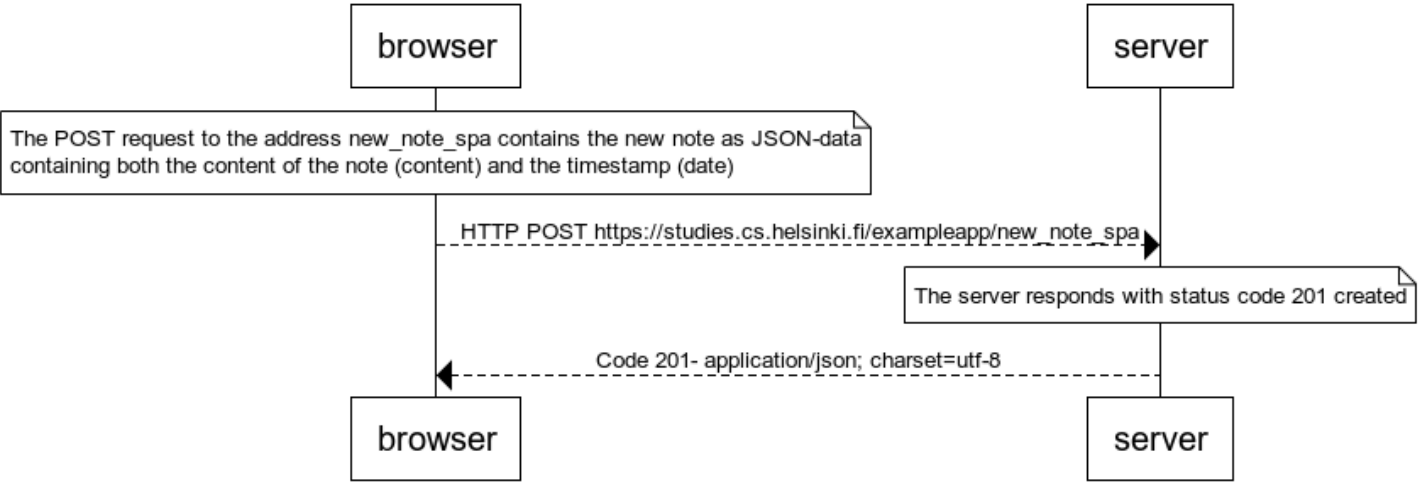 browser
server
The POST request to the address new_note_spa contains the new note as JSON-data
containing both the content of the note (content) and the timestamp (date)
HTTP POST https://studies.cs.helsinki.fi/exampleapp/new_note_spa
The server responds with status code 201 created
Code 201- application/json; charset=utf-8
browser
server